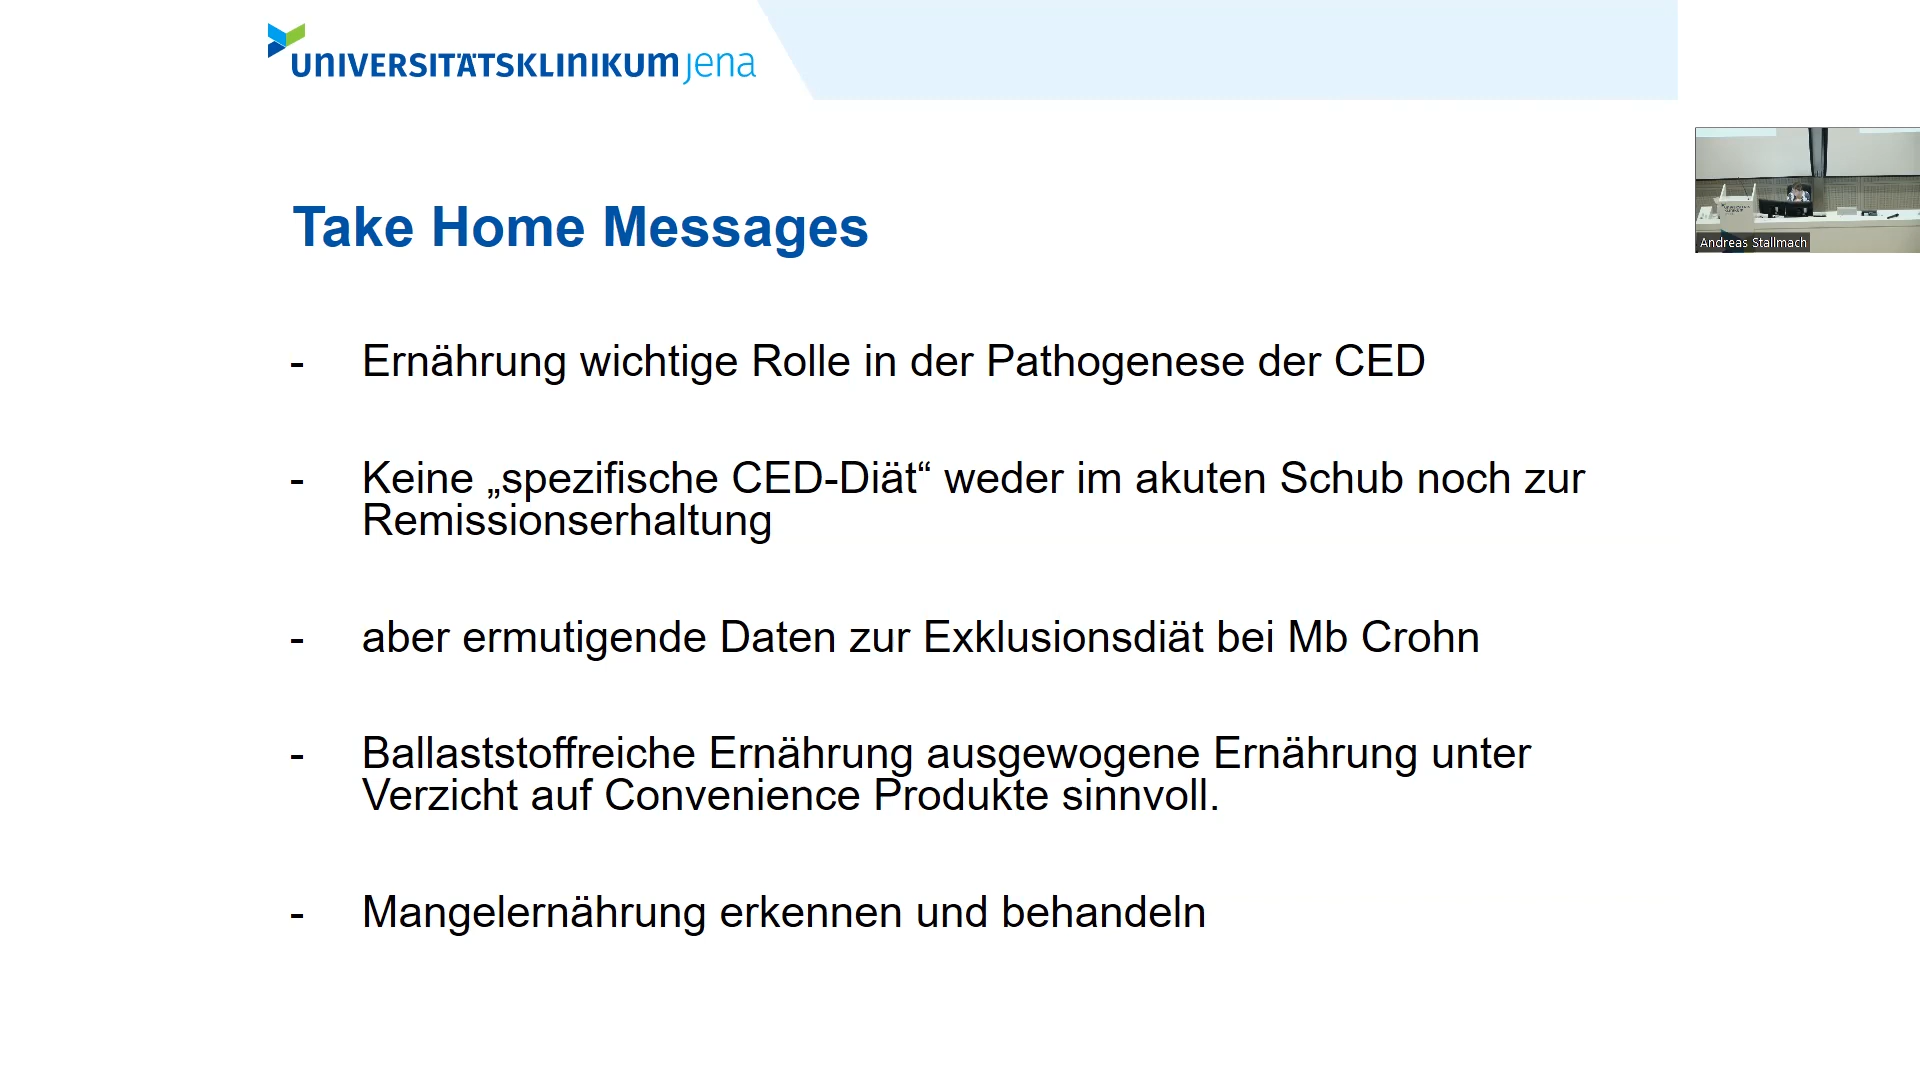 UNIVERSITÄTSKLINIKUM jena
Take Home Messages
- Ernährung wichtige Rolle in der Pathogenese der CED
- Keine „spezifische CED-Diät“ weder im akuten Schub noch zur
Remissionserhaltung
- aber ermutigende Daten zur Exklusionsdiät bei Mb Crohn
- Ballaststoffreiche Ernährung ausgewogene Ernährung unter
Verzicht auf Convenience Produkte sinnvoll.
- Mangelernährung erkennen und behandeln
Andreas Stallmach